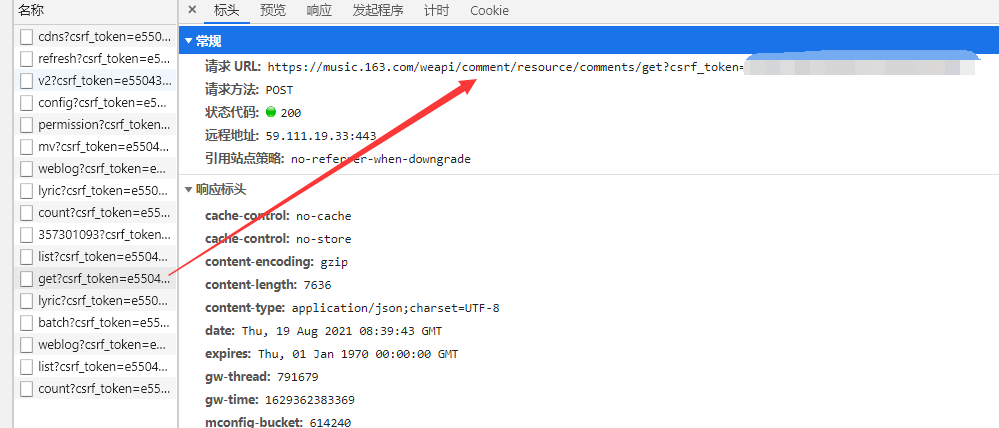 名称
cdns?csrf_token=e550...
refresh?csrf_token=e55...
v2?csrf_token=e55043...
config?csrf_token=e5...
permission?csrf_token...
mv?csrf_token=e5504...
weblog?csrf_token=e5...
lyric?csrf_token=e550...
count?csrf_token=e55...
357301093?csrf_token...
list?csrf_token=e5504...
get?csrf_token=e5504...
lyric?csrf_token=e550...
batch?csrf_token=e55...
weblog?csrf_token=e5...
list?csrf_token=e5504...
count?csrf_token=e55...
× 标头 预览 响应 发起程序 计时 Cookie
常规
请求 URL: https://music.163.com/weapi/comment/resource/comments/get?csrf_token=
请求方法: POST
状态代码: 200
远程地址: 59.111.19.33:443
引用站点策略: no-referrer-when-downgrade
响应标头
cache-control: no-cache
cache-control: no-store
content-encoding: gzip
content-length: 7636
content-type: application/json;charset=UTF-8
date: Thu, 19 Aug 2021 08:39:43 GMT
expires: Thu, 01 Jan 1970 00:00:00 GMT
gw-thread: 791679
gw-time: 1629362383369
mconfig-bucket: 614240